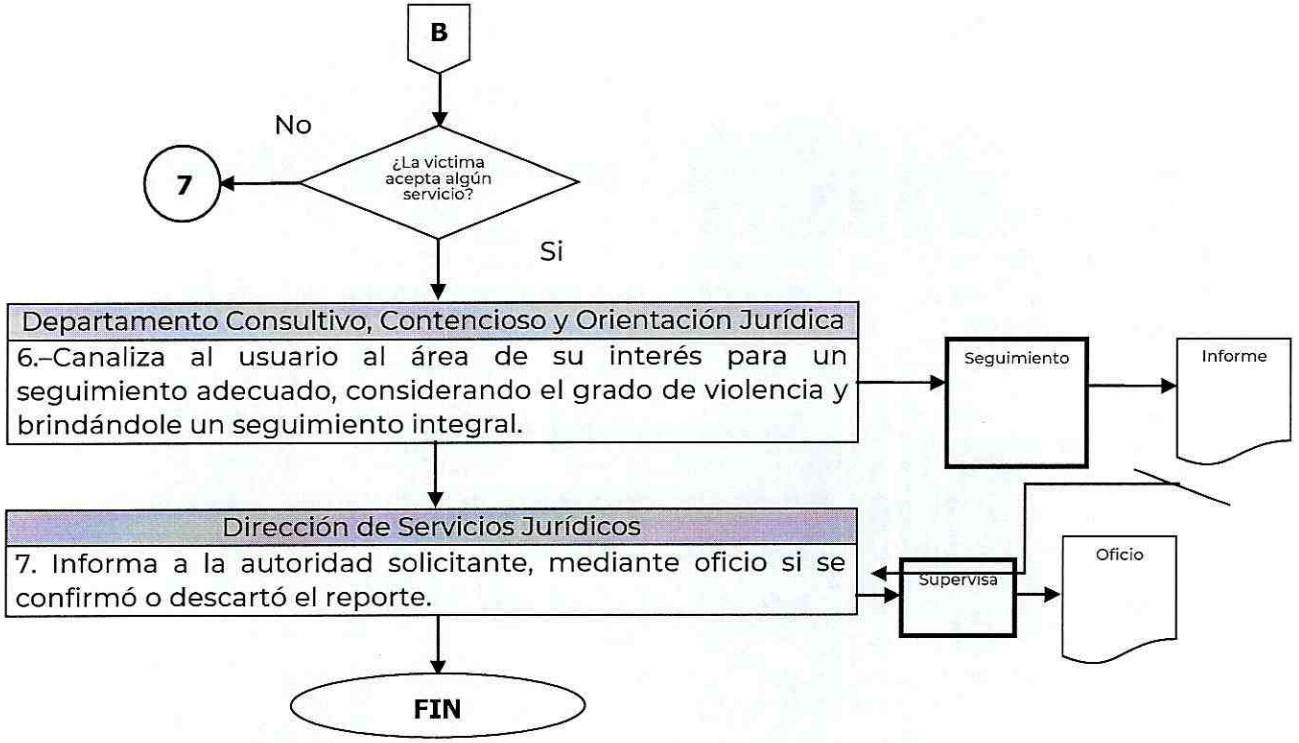 B
No
¿La victima
acepta algún
servicio?
7
Si
Departamento Consultivo, Contencioso y Orientación Jurídica
6.–Canaliza al usuario al área de su interés para un
seguimiento adecuado, considerando el grado de violencia y
brindándole un seguimiento integral.
Seguimiento
Informe
Dirección de Servicios Jurídicos
7. Informa a la autoridad solicitante, mediante oficio si se
confirmó o descartó el reporte.
Supervisa
Oficio
FIN